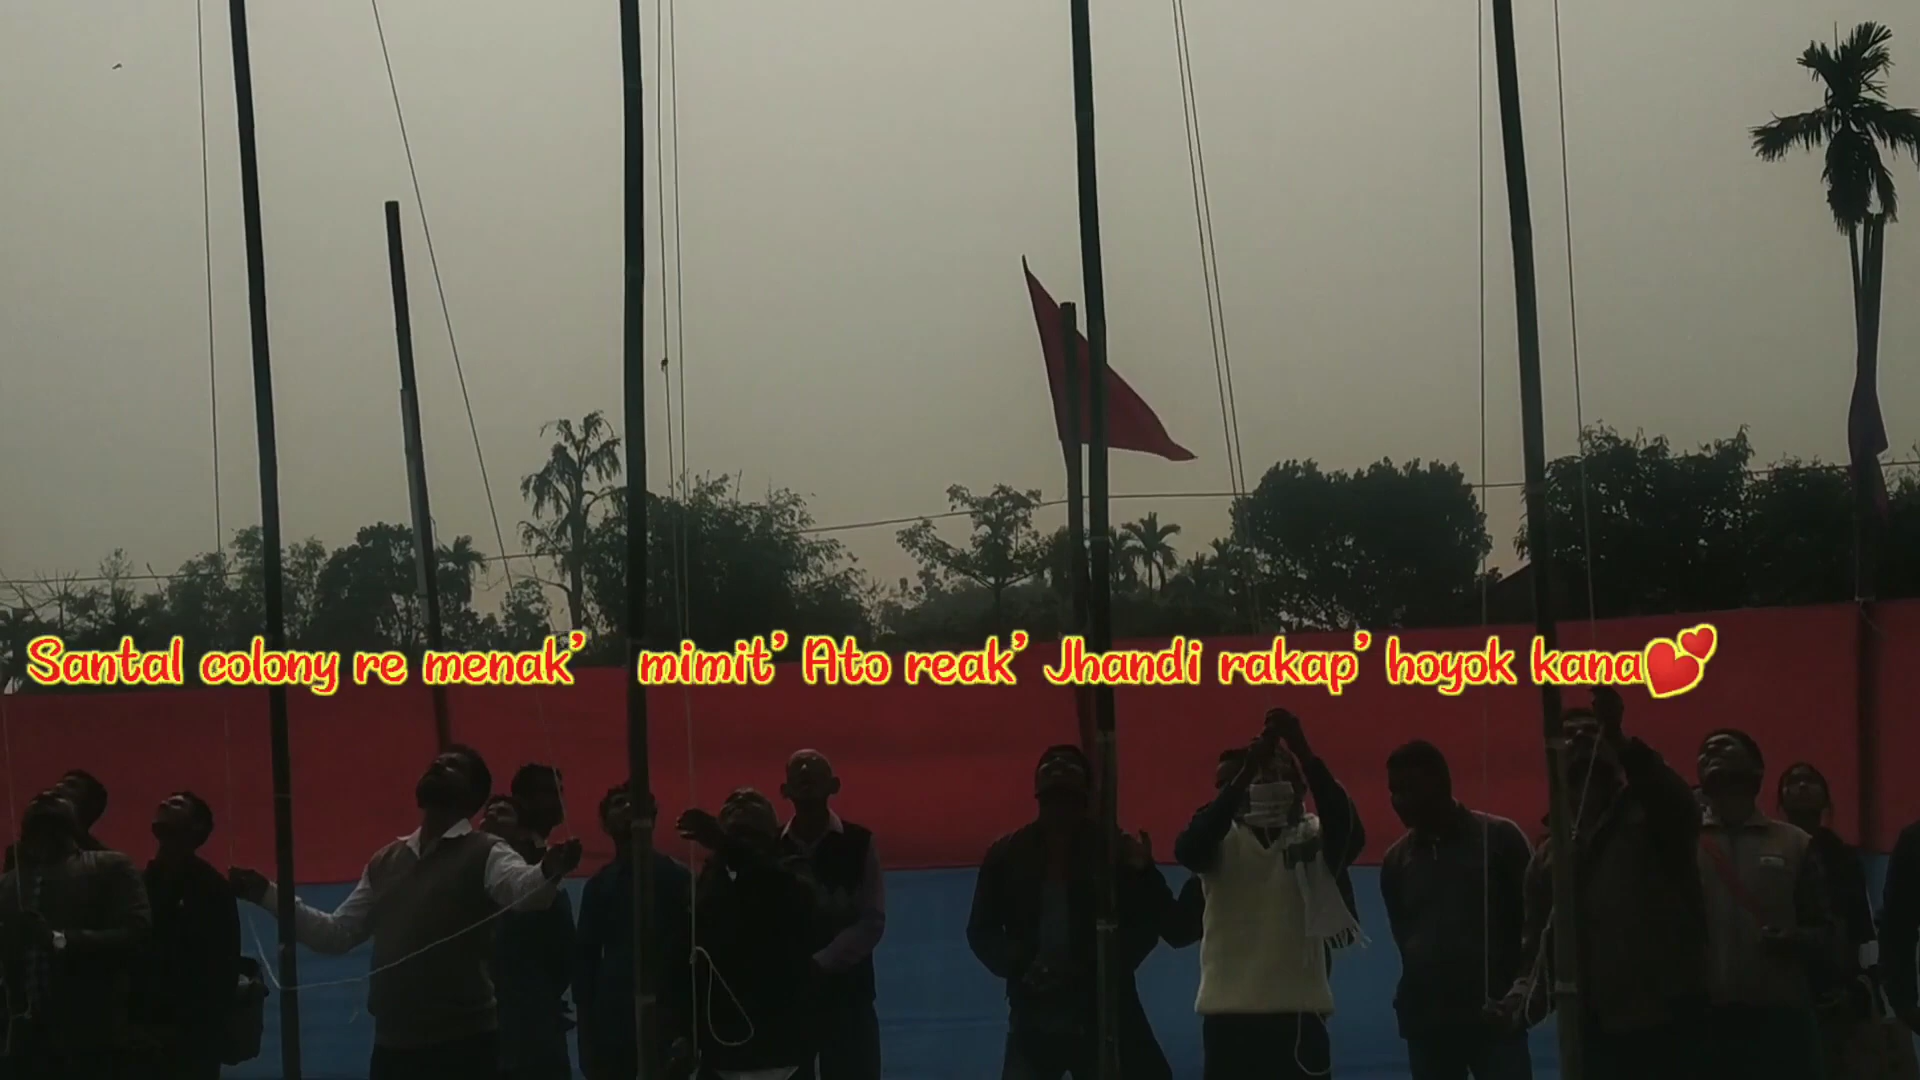 Santal colony re menak’ mimit’ Ato reak’ Jhandi rakap’ hoyok kana💕